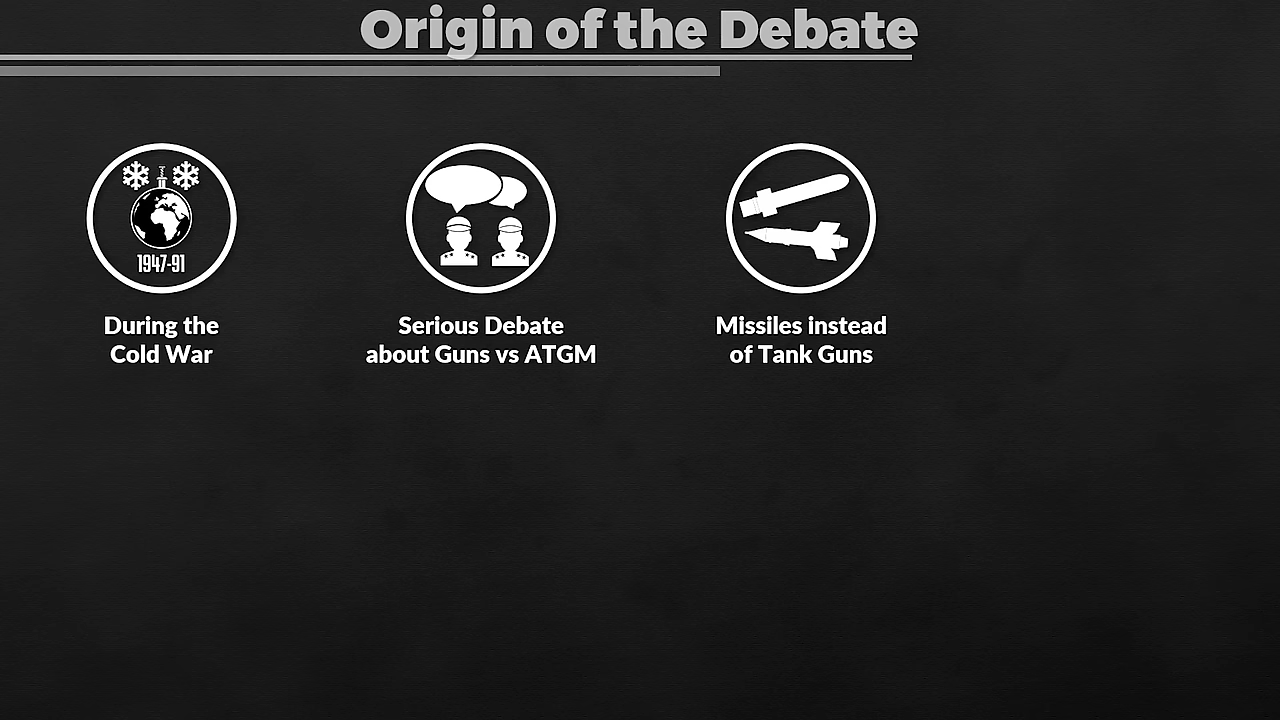 Origin of the Debate
1947-91
During the
Cold War
Serious Debate
about Guns vs ATGM
Missiles instead
of Tank Guns